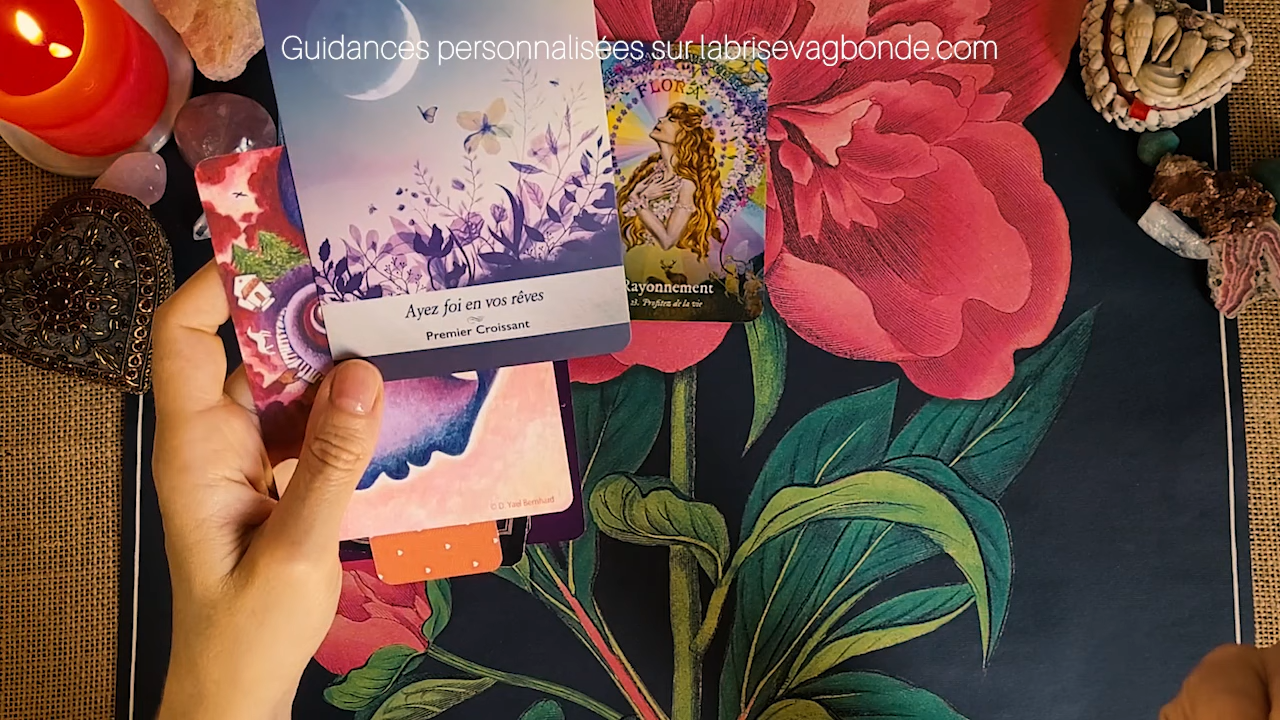 Guidances personnalisées sur labrisevagbonde.com
FLORA
Ayez foi en vos rêves
Premier Croissant
Rayonnement
23. Profitez de la vie
© D. Yael Bernhard